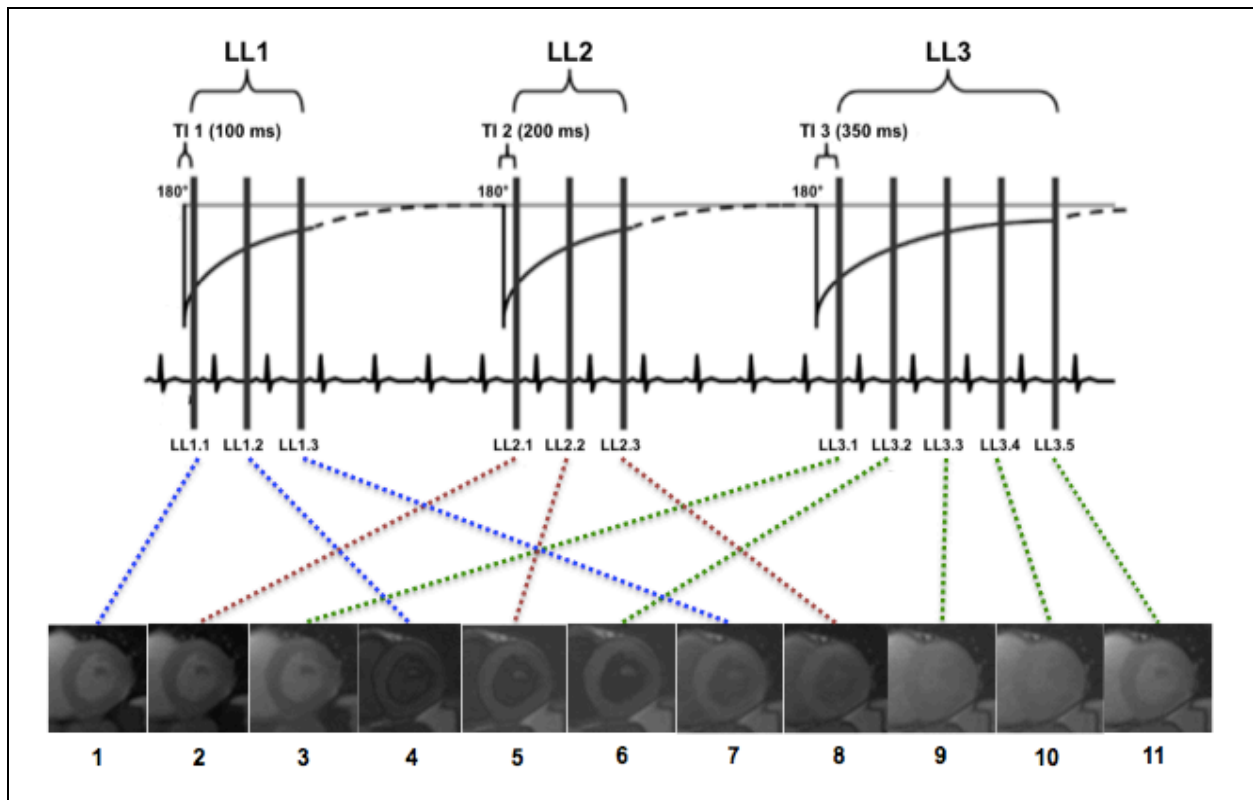 LL1 LL2 LL3
TI 1 (100 ms) TI 2 (200 ms) TI 3 (350 ms)
180° 180° 180°
LL1.1 LL1.2 LL1.3 LL2.1 LL2.2 LL2.3 LL3.1 LL3.2 LL3.3 LL3.4 LL3.5
1 2 3 4 5 6 7 8 9 10 11